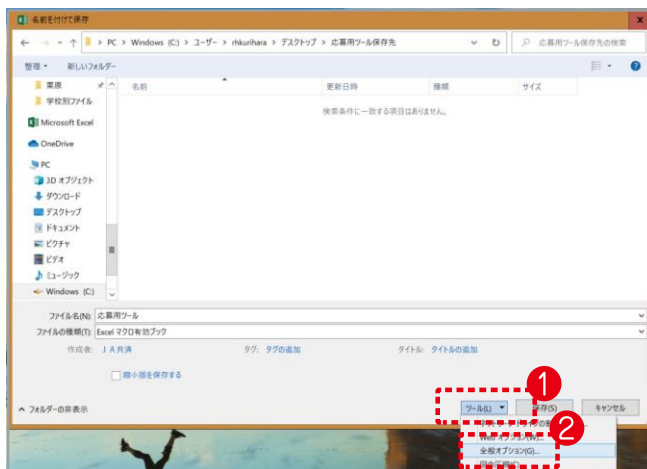 名前を付けて保存
> PC > Windows (C:) > ユーザー > rhkurihara > デスクトップ > 応募用ツール保存先
応募用ツール保存先の検索
整理
新しいフォルダー
名前 更新日時 種類 サイズ
検索条件に一致する項目はありません。
栗原
学校別ファイル
Microsoft Excel
OneDrive
PC
3D オブジェクト
ダウンロード
デスクトップ
ドキュメント
ピクチャ
ビデオ
ミュージック
Windows (C:)
ファイル名(N): 応募用ツール
ファイルの種類(T): Excel マクロ有効ブック
作成者: JA共済 タグ: タグの追加 タイトル: タイトルの追加
縮小版を保存する
1
フォルダーの非表示
ツール(L) 保存(S) キャンセル
2
Web オプション(W)...
全般オプション(G)...